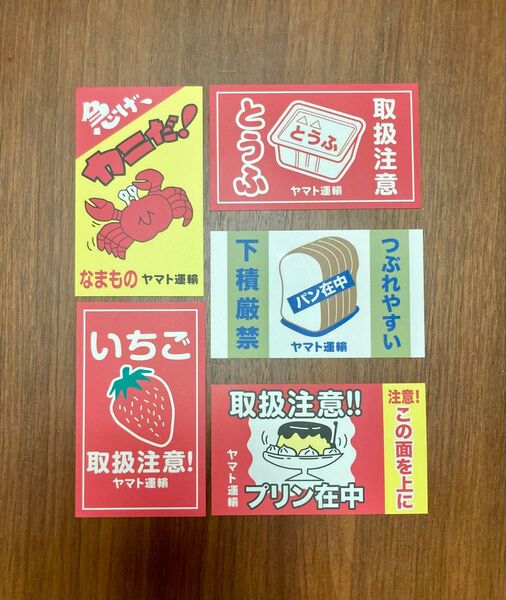 急げ、
カニだ!
なまもの ヤマト運輸
とうふ
とうふ
取扱注意
ヤマト運輸
下積厳禁
パン在中
つぶれやすい
ヤマト運輸
いちご
取扱注意!
ヤマト運輸
取扱注意!!
ヤマト運輸
プリン在中
注意!
この面を上に